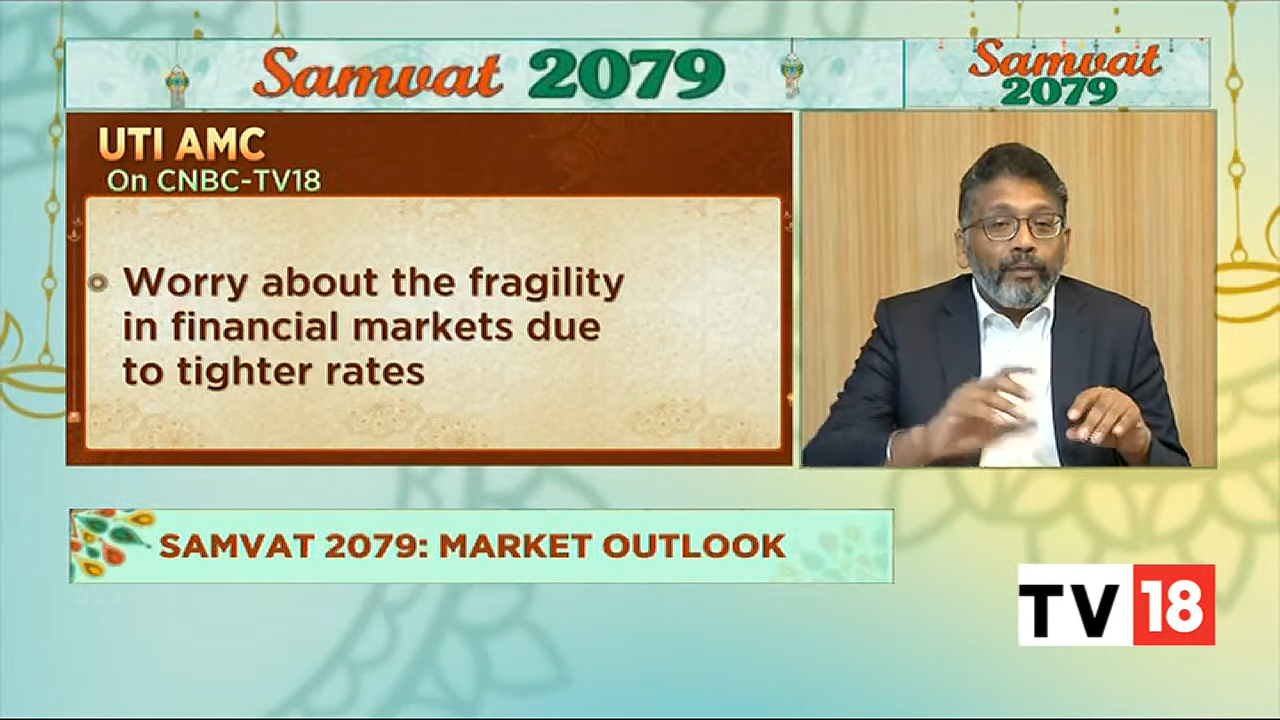 Samvat 2079
Samvat
2079
UTI AMC
On CNBC-TV18
Worry about the fragility
in financial markets due
to tighter rates
SAMVAT 2079: MARKET OUTLOOK
TV18